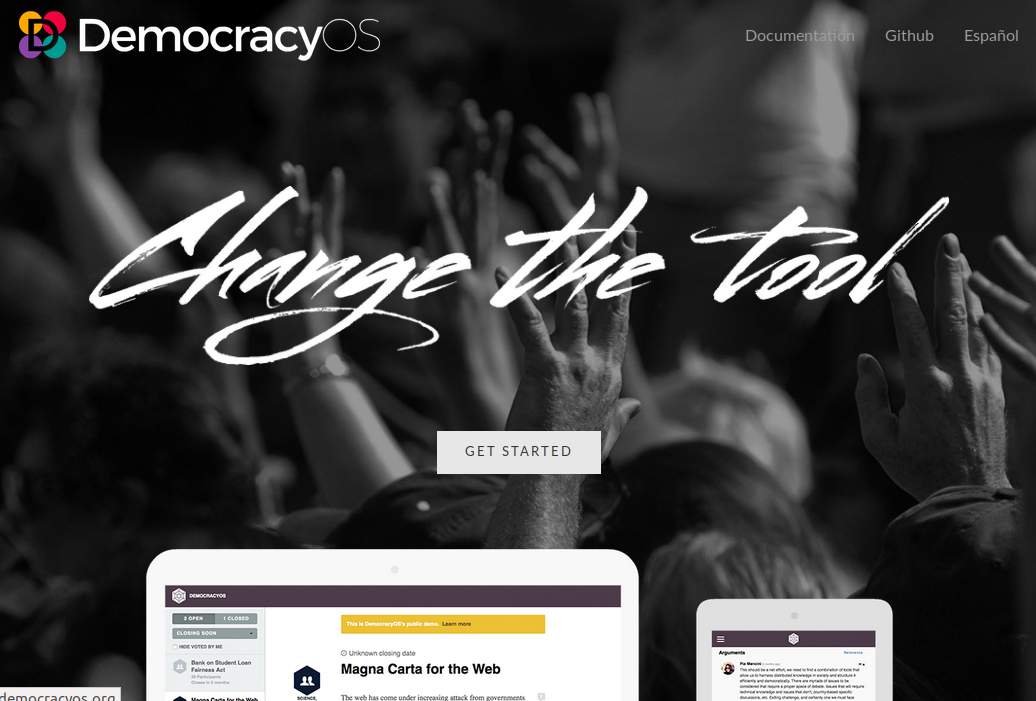 DemocracyOS
Documentation Github Español
Change the tool
GET STARTED
DEMOCRACYOS
2 OPEN 1 CLOSED
CLOSING SOON
HIDE VOTED BY ME
Bank on Student Loan
Fairness Act
Closes in 2 months
Magna Carta for the Web
SCIENCE,
This is DemocracyOS's public demo. Learn more
Unknown closing date
Magna Carta for the Web
The web has come under increasing attack from governments
Arguments
Relevance
Pia Mancini
This should be a net effort, we need to find a combination of tools that
allow us to harness distributed knowledge in society and structure it
efficiently and democratically. There are myriads of issues to be
considered that require a proper space of debate. Issues that will require
technical knowledge and issues that don't, country-based specific
discussions, etc. Exiting challenge, and certainly one we must face
democracyos.org